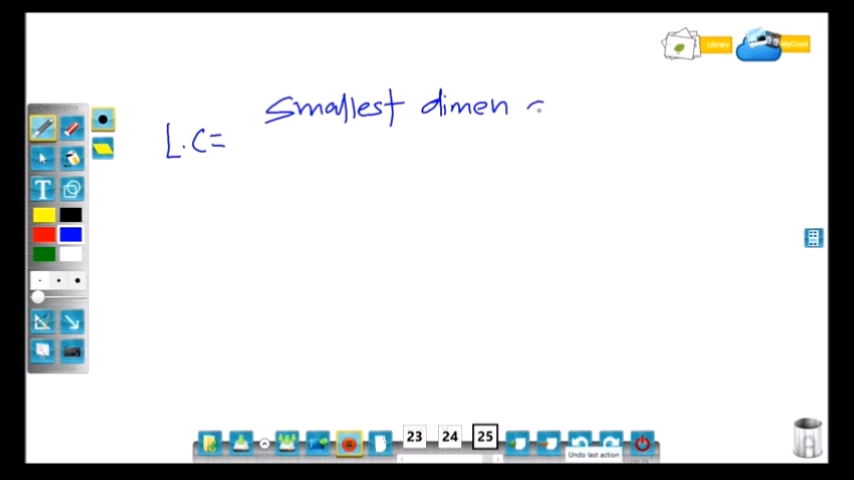 Library
MyCloud
Smallest dimen
L.C=
T
23 24 25
Undo last action